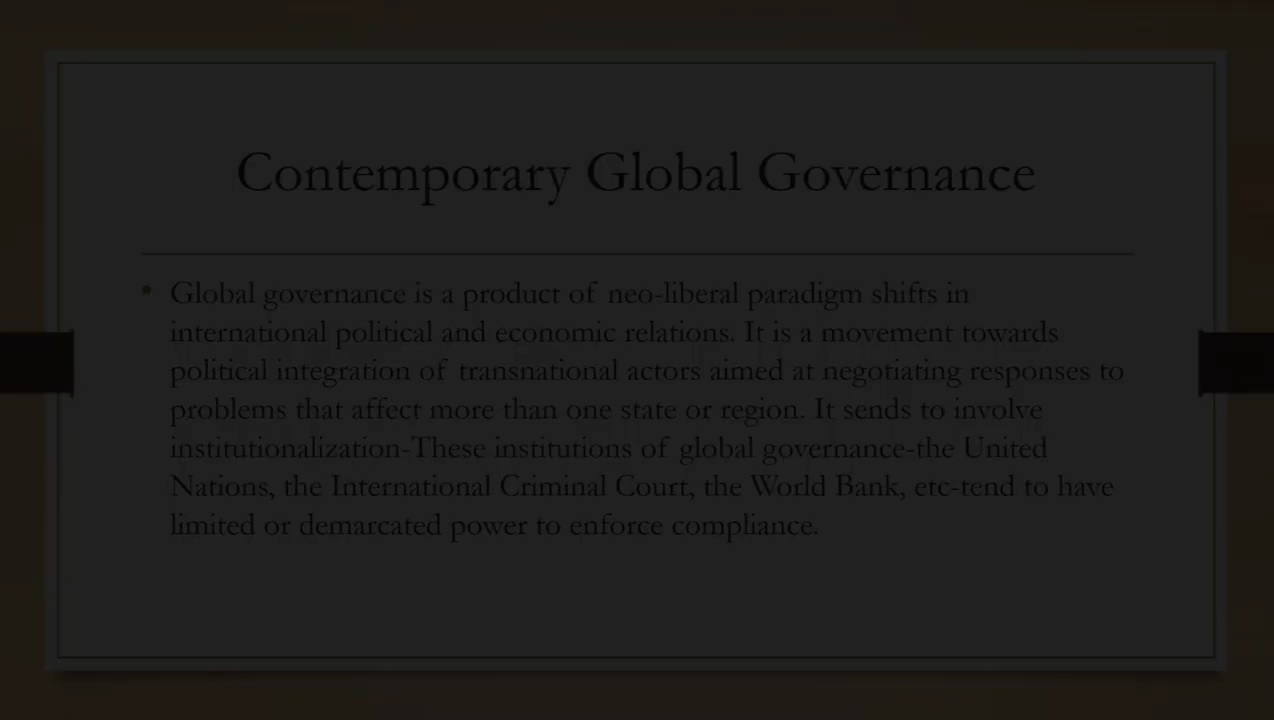 Contemporary Global Governance
• Global governance is a product of neo-liberal paradigm shifts in
international political and economic relations. It is a movement towards
political integration of transnational actors aimed at negotiating responses to
problems that affect more than one state or region. It sends to involve
institutionalization-These institutions of global governance-the United
Nations, the International Criminal Court, the World Bank, etc-tend to have
limited or demarcated power to enforce compliance.